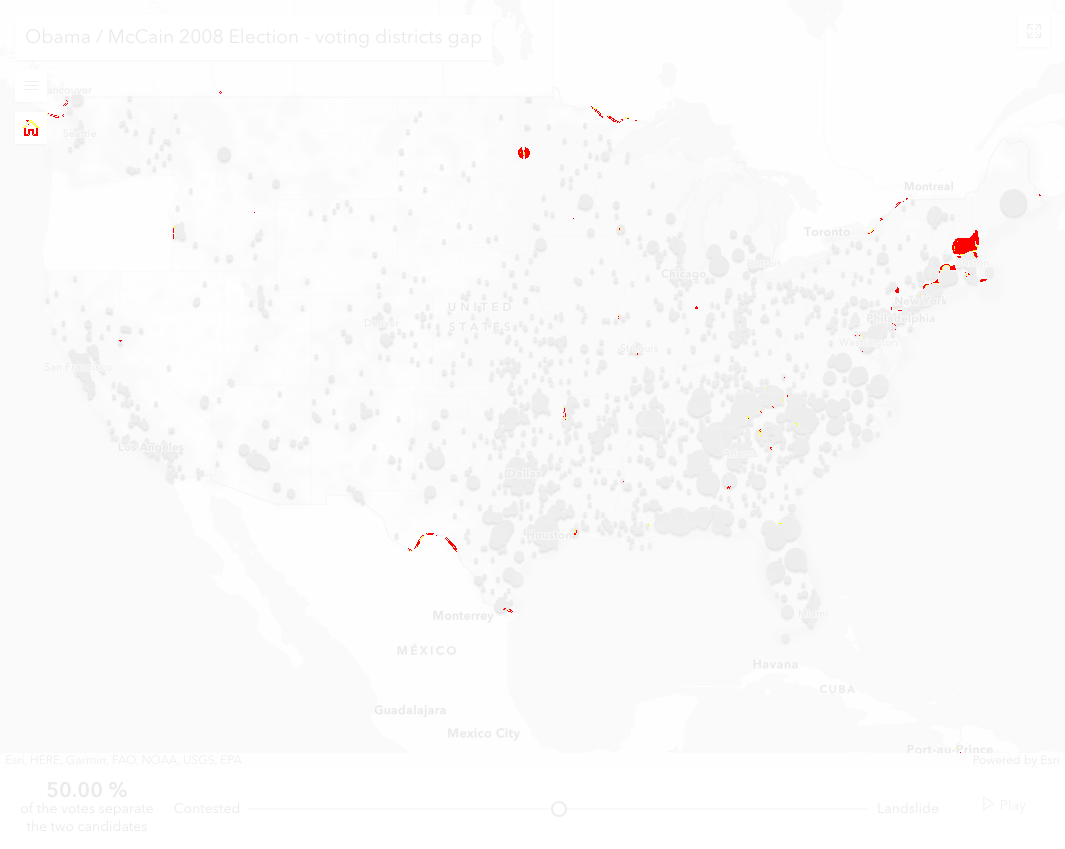 Obama / McCain 2008 Election - voting districts gap
ancouver
Seattle
Montreal
Toronto
Chicago
New York
UNITED
STATES
Philadelphia
Denver
Washington
St Louis
San Francisco
Los Angeles
Dallas
Houston
Monterrey
Miami
MÉXICO
Havana
CUBA
Guadalajara
Mexico City
Port-au-Prince
Esri, HERE, Garmin, FAO, NOAA, USGS, EPA
Powered by Esri
50.00 %
of the votes separate
the two candidates
Contested
Landslide
Play